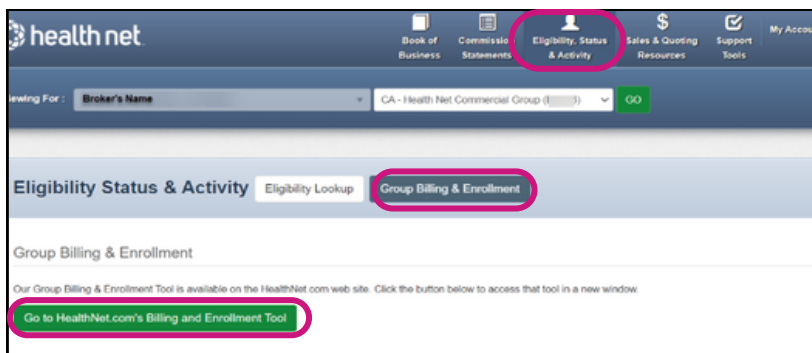 health net
Book of Business
Commission Statements
Eligibility, Status & Activity
Sales & Quoting Resources
Support Tools
My Accou
iewing For :
Broker's Name
CA - Health Net Commercial Group (
GO
Eligibility Status & Activity
Eligibility Lookup
Group Billing & Enrollment
Group Billing & Enrollment
Our Group Billing & Enrollment Tool is available on the HealthNet.com web site. Click the button below to access that tool in a new window.
Go to HealthNet.com's Billing and Enrollment Tool